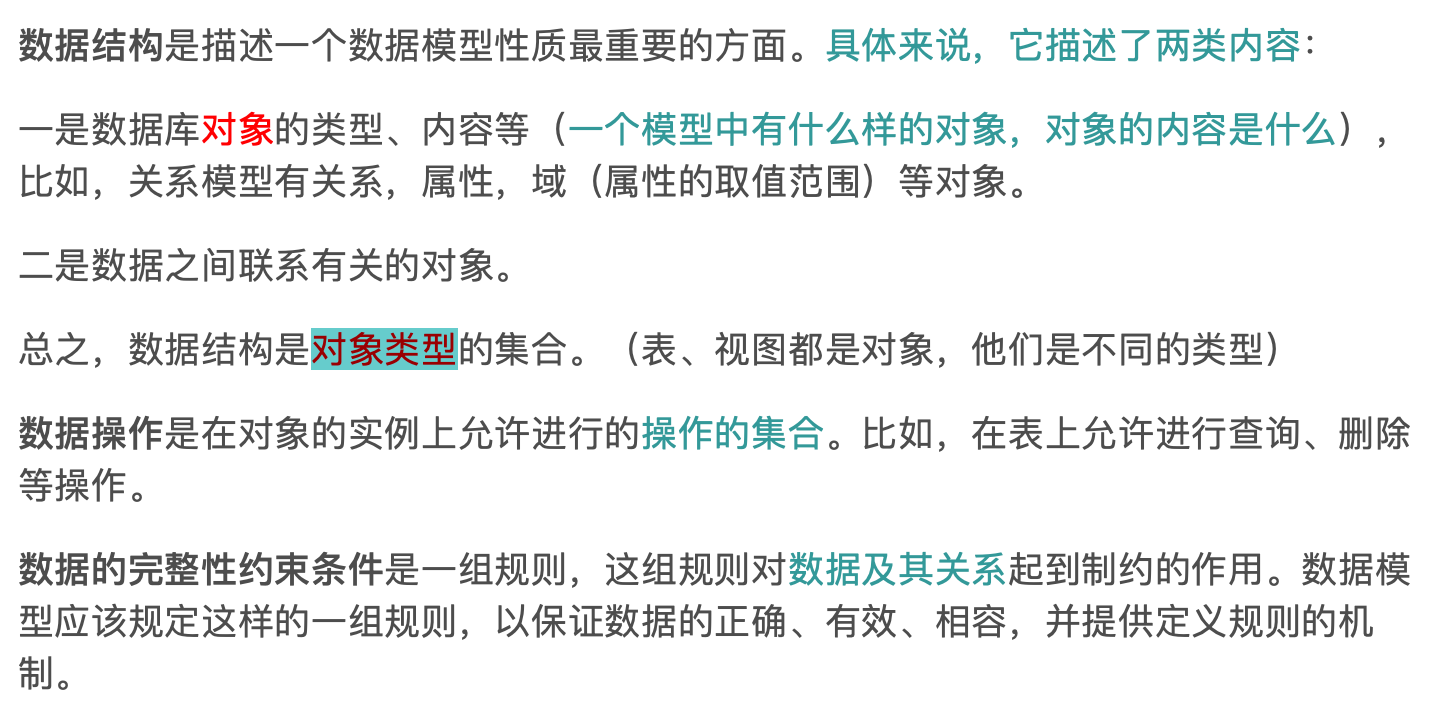 数据结构是描述一个数据模型性质最重要的方面。具体来说，它描述了两类内容：
一是数据库对象的类型、内容等（一个模型中有什么样的对象，对象的内容是什么），
比如，关系模型有关系，属性，域（属性的取值范围）等对象。
二是数据之间联系有关的对象。
总之，数据结构是对象类型的集合。（表、视图都是对象，他们是不同的类型）
数据操作是在对象的实例上允许进行的操作的集合。比如，在表上允许进行查询、删除
等操作。
数据的完整性约束条件是一组规则，这组规则对数据及其关系起到制约的作用。数据模
型应该规定这样的一组规则，以保证数据的正确、有效、相容，并提供定义规则的机
制。